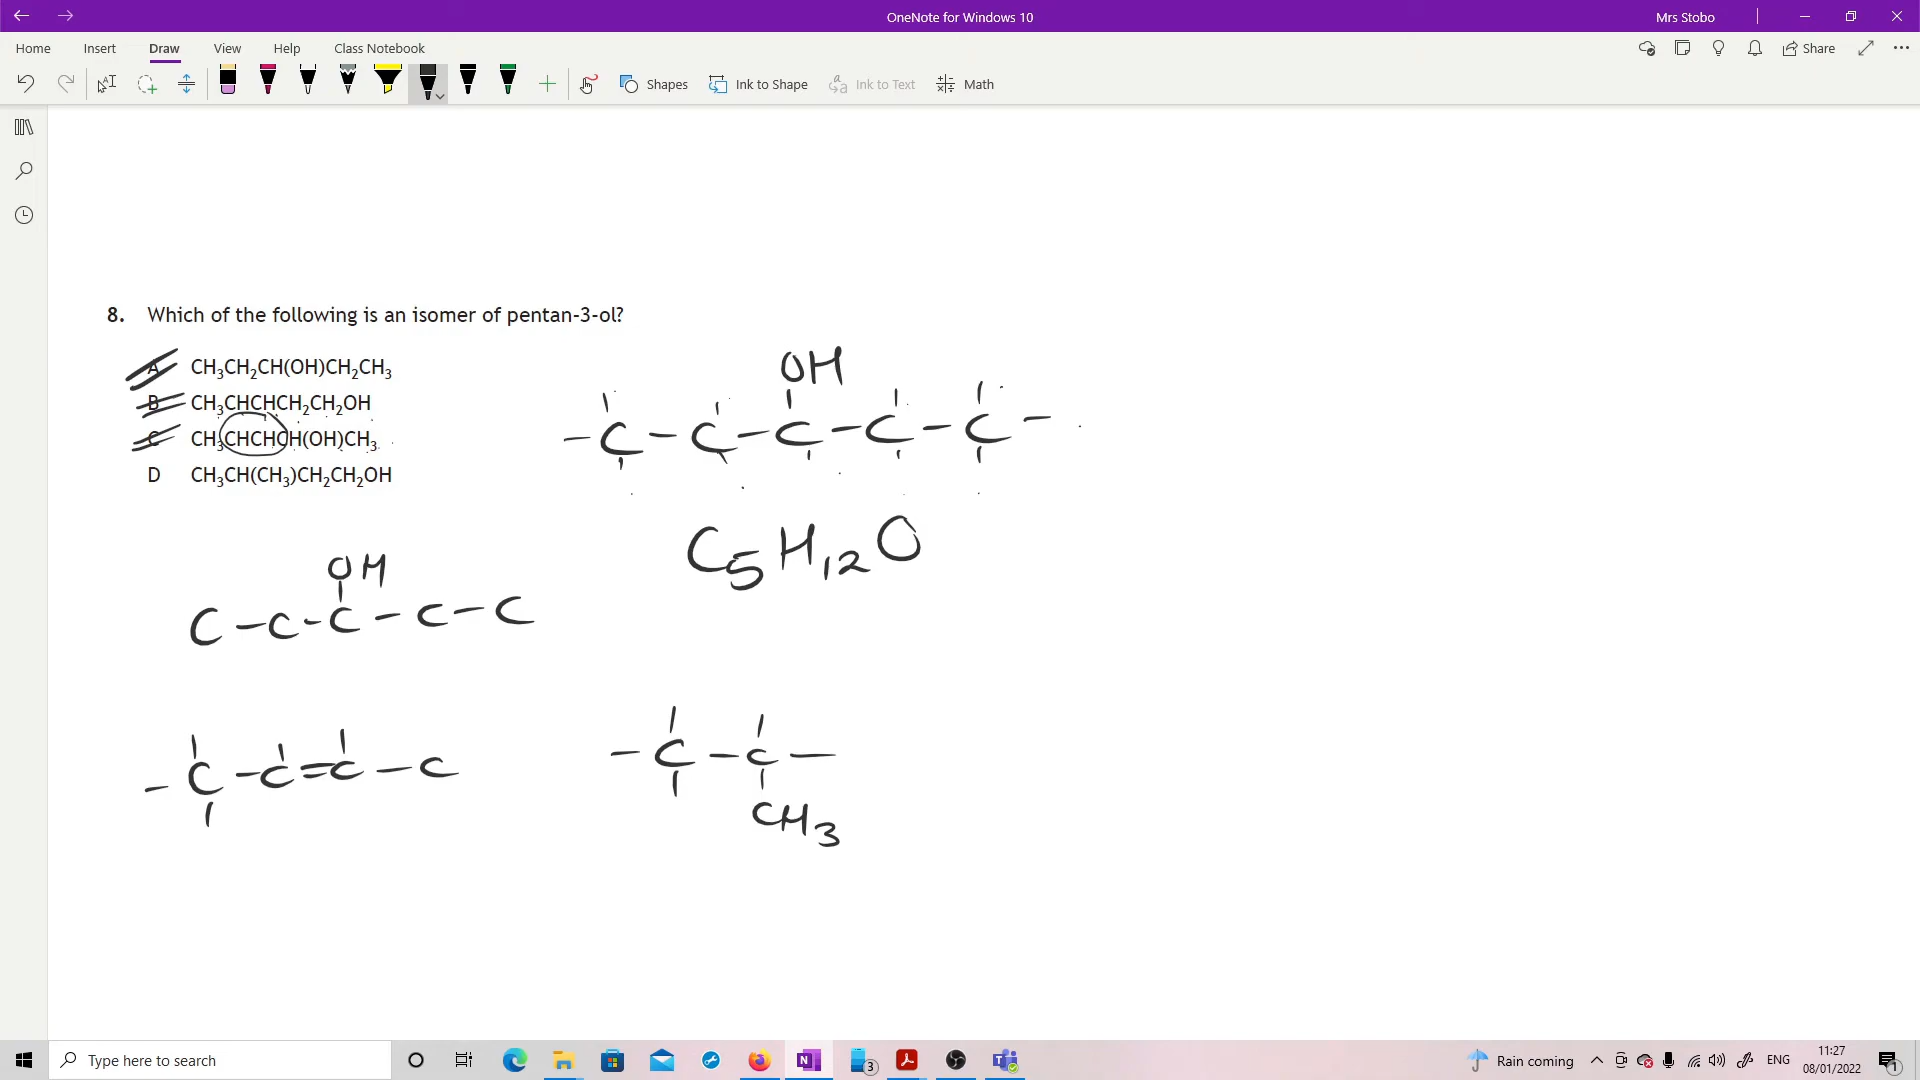 OneNote for Windows 10
Mrs Stobo
Home Insert Draw View Help Class Notebook
Share
Shapes Ink to Shape Ink to Text Math
8. Which of the following is an isomer of pentan-3-ol?
A CH₃CH₂CH(OH)CH₂CH₃
B CH₃CHCHCH₂CH₂OH
C CH₃CHCHCH(OH)CH₃
D CH₃CH(CH₃)CH₂CH₂OH
OH
- C - C - C - C - C -
C₅H₁₂O
OH
C - C - C - C - C
- C - C = C - C
- C - C -
CH₃
Type here to search
3
Rain coming
ENG
11:27
08/01/2022
1